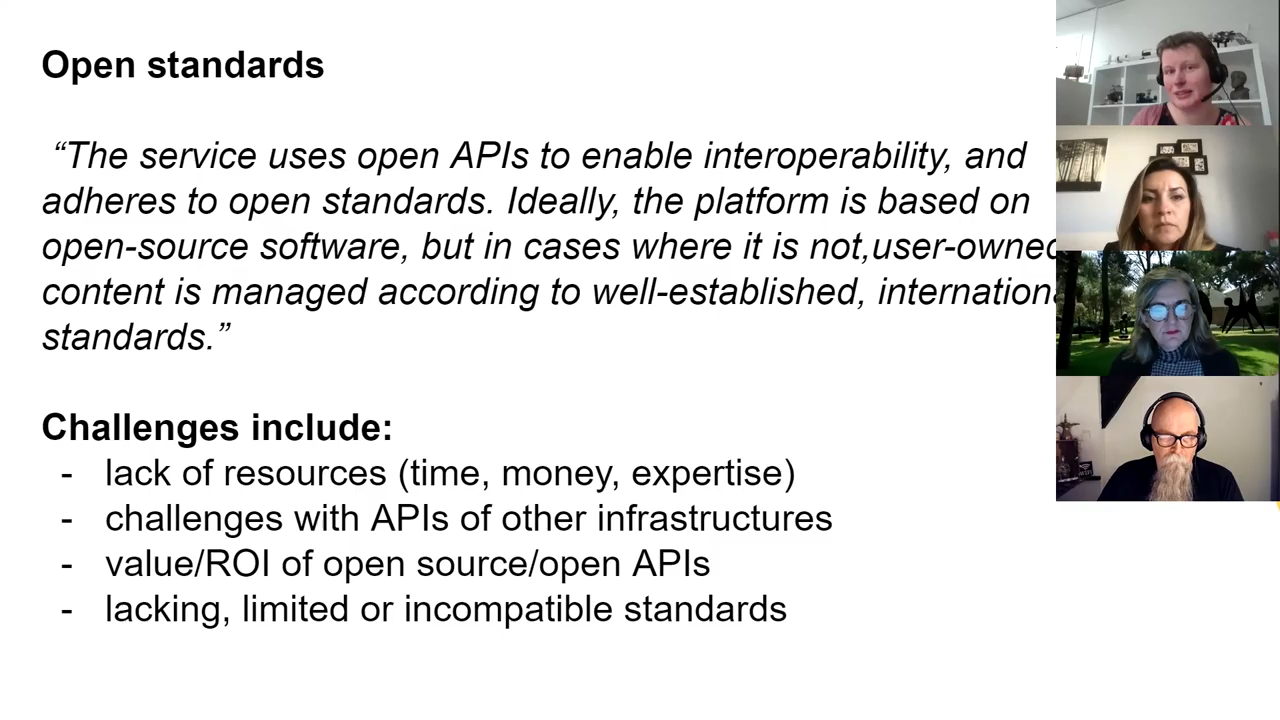 Open standards
“The service uses open APIs to enable interoperability, and
adheres to open standards. Ideally, the platform is based on
open-source software, but in cases where it is not,user-owned
content is managed according to well-established, internationa
standards.”
Challenges include:
- lack of resources (time, money, expertise)
- challenges with APIs of other infrastructures
- value/ROI of open source/open APIs
- lacking, limited or incompatible standards